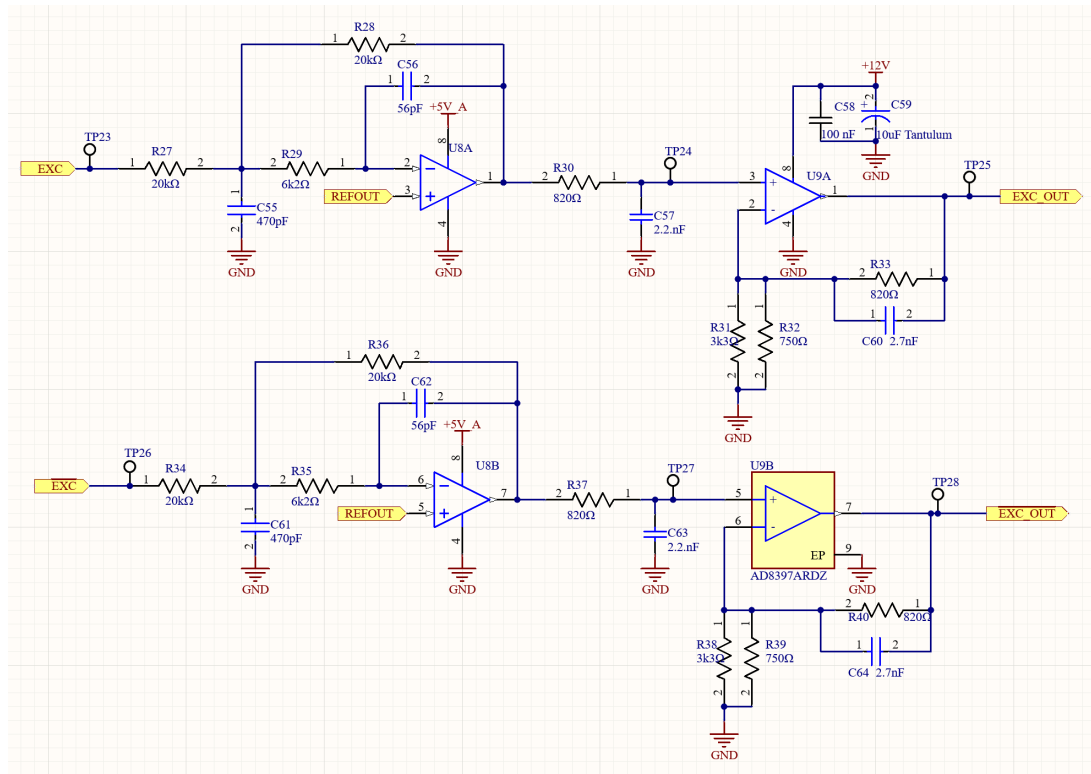 R28
1 2
20kΩ
C56
1 2
56pF
+5V_A
8
U8A
TP23
EXC
R27
1 2
20kΩ
R29
2 1
6k2Ω
2
REFOUT
3
1
4
GND
C55
1
2
470pF
GND
R30
2 1
820Ω
TP24
C57
2.2.nF
GND
+12V
C58
100 nF
C59
+
2
1
10uF Tantulum
GND
8
U9A
3
+
2
-
1
4
GND
TP25
EXC_OUT
R33
2 1
820Ω
1 2
C60 2.7nF
R31
3k3Ω
1
2
R32
750Ω
1
2
GND
R36
1 2
20kΩ
C62
1 2
56pF
+5V_A
8
U8B
TP26
EXC
R34
1 2
20kΩ
R35
2 1
6k2Ω
6
REFOUT
5
7
4
GND
C61
1
2
470pF
GND
R37
2 1
820Ω
TP27
C63
2.2.nF
GND
U9B
5
+
6
-
7
EP
9
AD8397ARDZ
GND
TP28
EXC_OUT
2 1
R40 820Ω
1 2
C64 2.7nF
R38
3k3Ω
1
2
R39
750Ω
1
2
GND